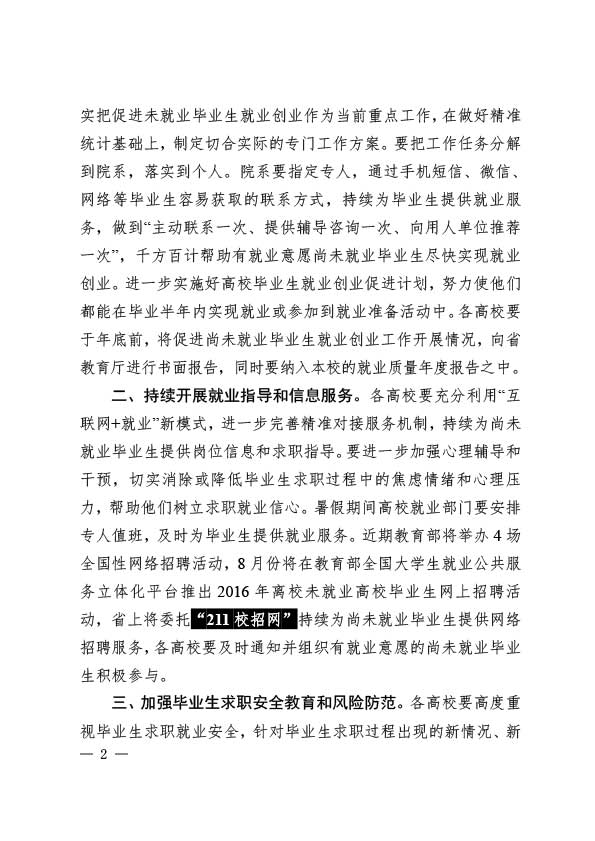 实把促进未就业毕业生就业创业作为当前重点工作，在做好精准
统计基础上，制定切合实际的专门工作方案。要把工作任务分解
到院系，落实到个人。院系要指定专人，通过手机短信、微信、
网络等毕业生容易获取的联系方式，持续为毕业生提供就业服
务，做到“主动联系一次、提供辅导咨询一次、向用人单位推荐
一次”，千方百计帮助有就业意愿尚未就业毕业生尽快实现就业
创业。进一步实施好高校毕业生就业创业促进计划，努力使他们
都能在毕业半年内实现就业或参加到就业准备活动中。各高校要
于年底前，将促进尚未就业毕业生就业创业工作开展情况，向省
教育厅进行书面报告，同时要纳入本校的就业质量年度报告之中。
二、持续开展就业指导和信息服务。各高校要充分利用“互
联网+就业”新模式，进一步完善精准对接服务机制，持续为尚未
就业毕业生提供岗位信息和求职指导。要进一步加强心理辅导和
干预，切实消除或降低毕业生求职过程中的焦虑情绪和心理压
力，帮助他们树立求职就业信心。暑假期间高校就业部门要安排
专人值班，及时为毕业生提供就业服务。近期教育部将举办 4 场
全国性网络招聘活动，8 月份将在教育部全国大学生就业公共服
务立体化平台推出 2016 年离校未就业高校毕业生网上招聘活
动，省上将委托“211 校招网”持续为尚未就业毕业生提供网络
招聘服务，各高校要及时通知并组织有就业意愿的尚未就业毕业
生积极参与。
三、加强毕业生求职安全教育和风险防范。各高校要高度重
视毕业生求职就业安全，针对毕业生求职过程出现的新情况、新
— 2 —